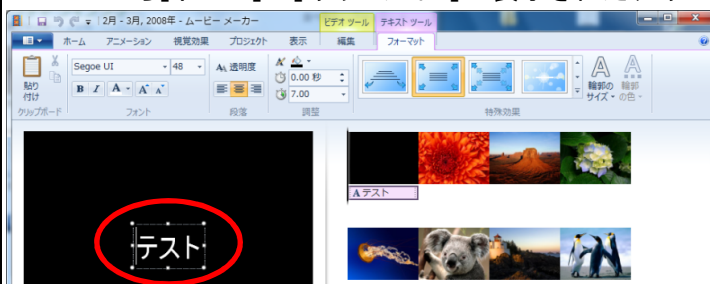 2月 - 3月, 2008年 - ムービー メーカー
ビデオ ツール
テキスト ツール
ホーム
アニメーション
視覚効果
プロジェクト
表示
編集
フォーマット
貼り
付け
クリップボード
Segoe UI
48
B I A A A
フォント
透明度
段落
0.00 秒
7.00
調整
特殊効果
輪郭の
サイズ
輪郭
の色
テスト
A テスト